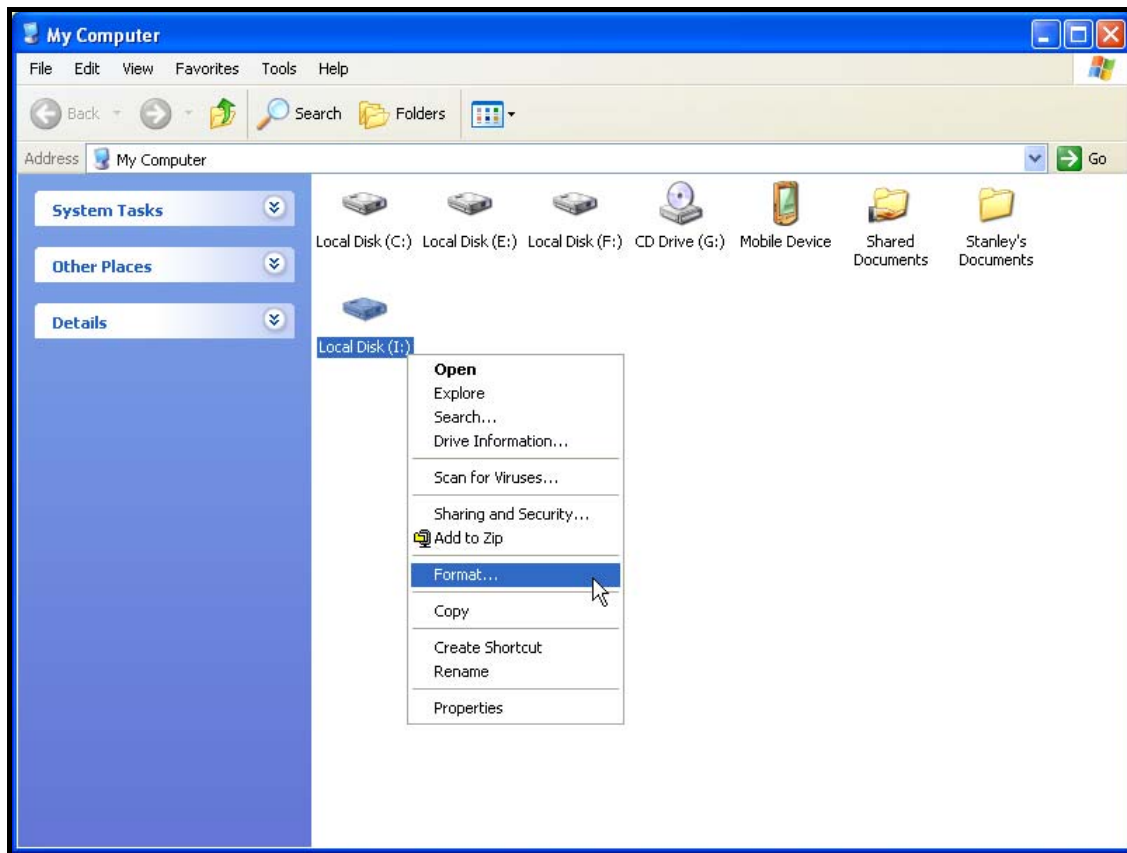 My Computer
File Edit View Favorites Tools Help
Back Search Folders
Address My Computer Go
System Tasks
Other Places
Details
Local Disk (C:) Local Disk (E:) Local Disk (F:) CD Drive (G:) Mobile Device Shared Documents Stanley's Documents
Local Disk (I:)
Open
Explore
Search...
Drive Information...
Scan for Viruses...
Sharing and Security...
Add to Zip
Format...
Copy
Create Shortcut
Rename
Properties